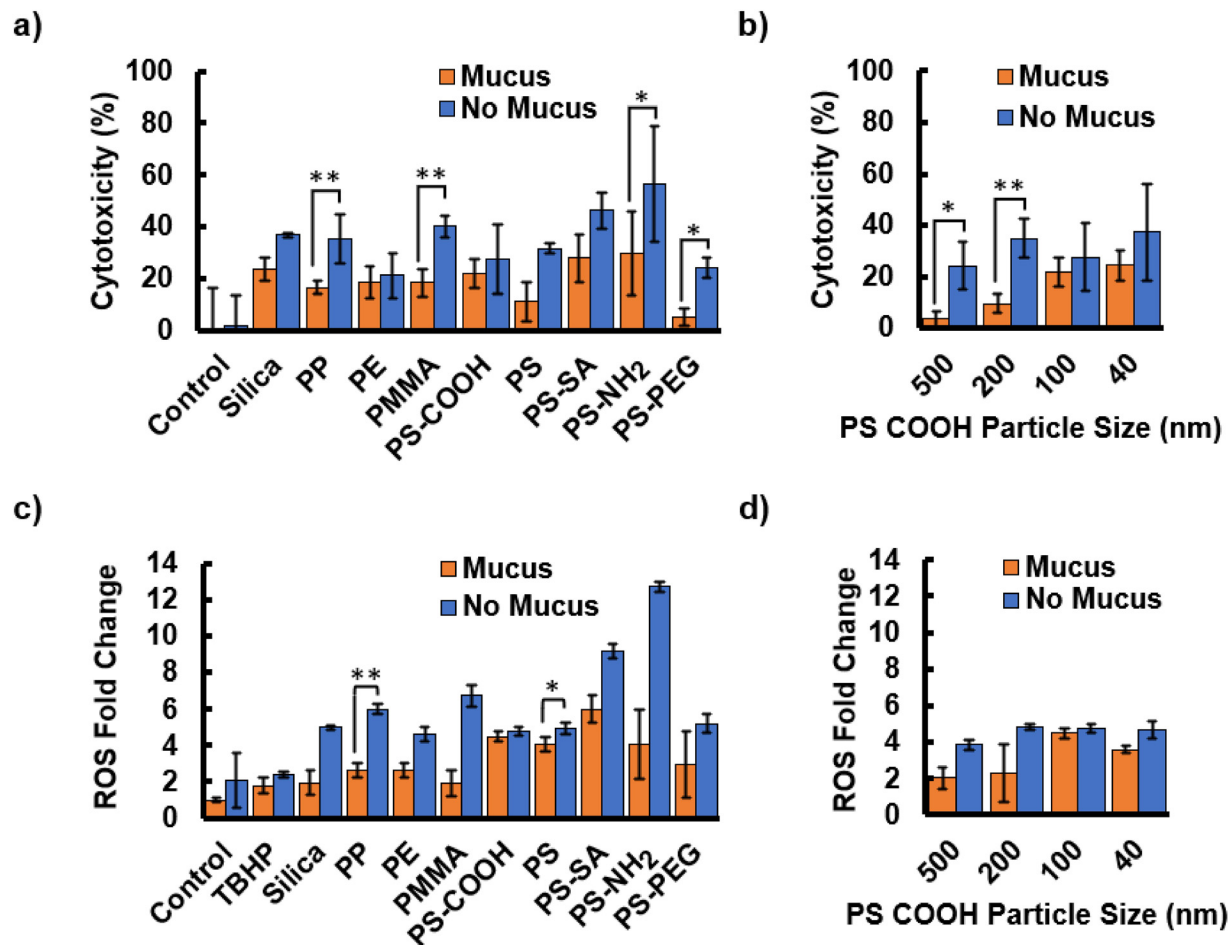 a)
Cytotoxicity (%)
100
80
60
40
20
0
Mucus
No Mucus
**
**
*
*
Control
Silica
PP
PE
PMMA
PS-COOH
PS
PS-SA
PS-NH2
PS-PEG
b)
Cytotoxicity (%)
100
80
60
40
20
0
Mucus
No Mucus
*
**
500
200
100
40
PS COOH Particle Size (nm)
c)
ROS Fold Change
14
12
10
8
6
4
2
0
Mucus
No Mucus
**
*
Control
TBHP
Silica
PP
PE
PMMA
PS-COOH
PS
PS-SA
PS-NH2
PS-PEG
d)
ROS Fold Change
14
12
10
8
6
4
2
0
Mucus
No Mucus
500
200
100
40
PS COOH Particle Size (nm)